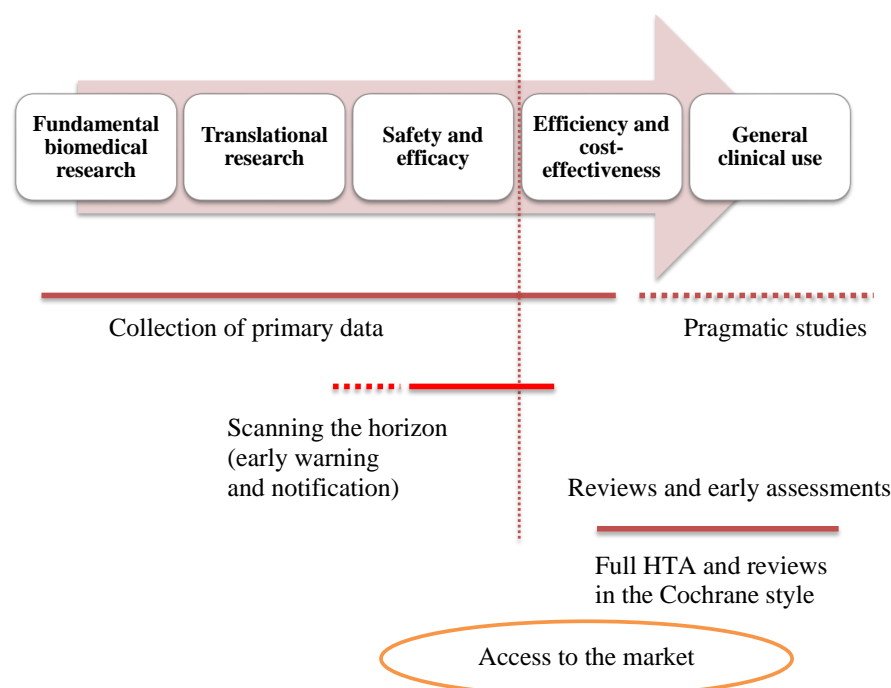 Fundamental
biomedical
research
Translational
research
Safety and
efficacy
Efficiency and
cost-
effectiveness
General
clinical use
Collection of primary data
Pragmatic studies
Scanning the horizon
(early warning
and notification)
Reviews and early assessments
Full HTA and reviews
in the Cochrane style
Access to the market